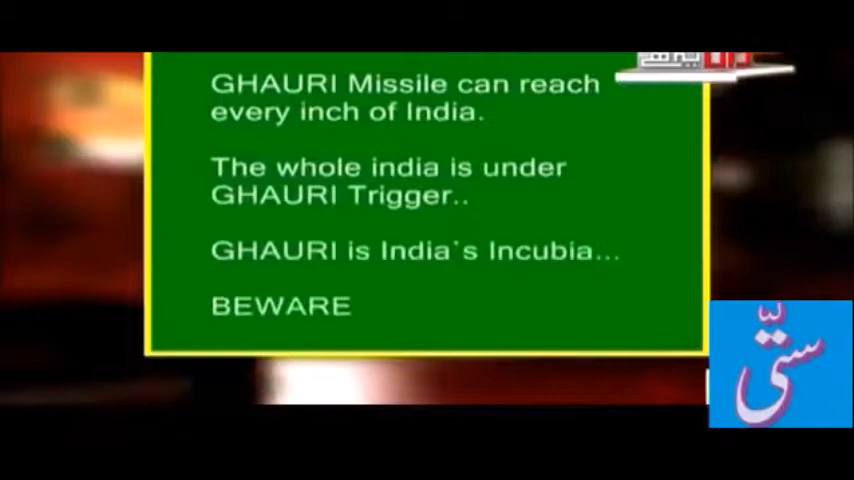 GHAURI Missile can reach
every inch of India.
The whole india is under
GHAURI Trigger..
GHAURI is India`s Incubia...
BEWARE
ستی